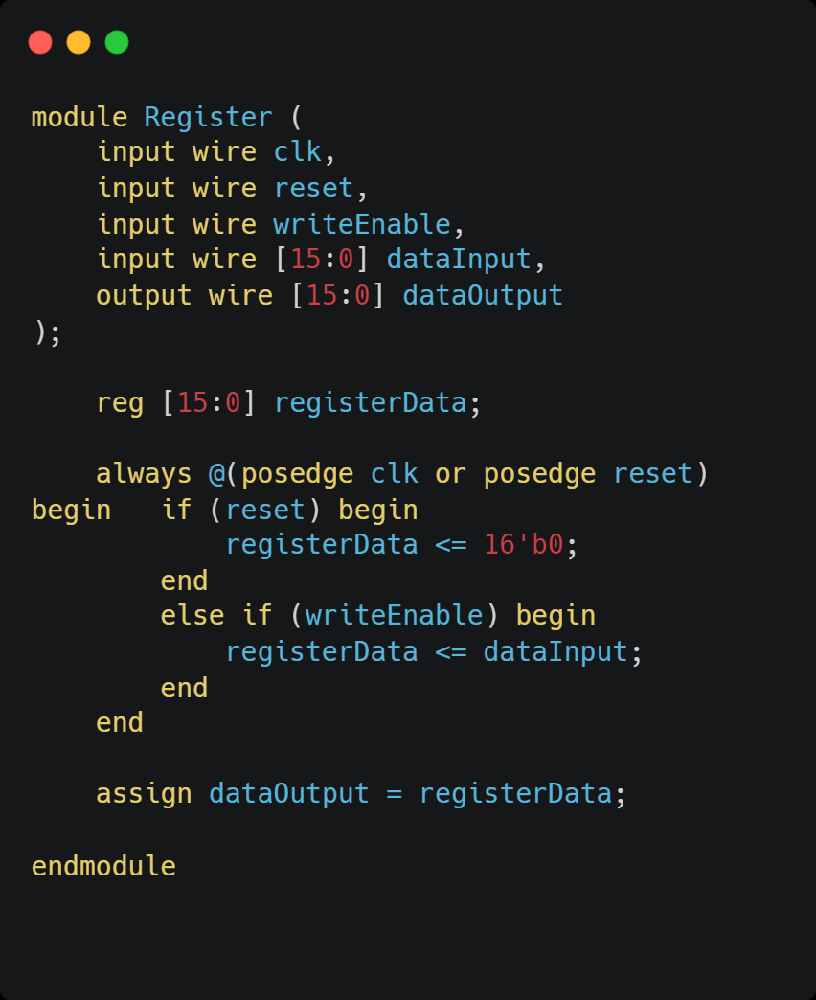 module Register (
    input wire clk,
    input wire reset,
    input wire writeEnable,
    input wire [15:0] dataInput,
    output wire [15:0] dataOutput
);
    reg [15:0] registerData;
    always @(posedge clk or posedge reset)
begin   if (reset) begin
            registerData <= 16'b0;
        end
        else if (writeEnable) begin
            registerData <= dataInput;
        end
    end
    assign dataOutput = registerData;
endmodule